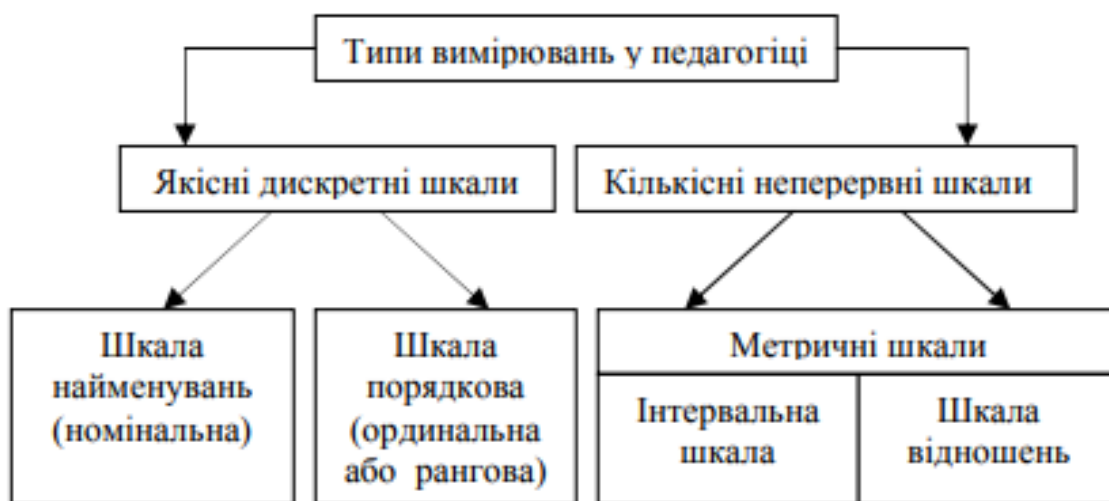 Типи вимірювань у педагогіці
Якісні дискретні шкали
Кількісні неперервні шкали
Шкала
найменувань
(номінальна)
Шкала
порядкова
(ординальна
або рангова)
Метричні шкали
Інтервальна
шкала
Шкала
відношень